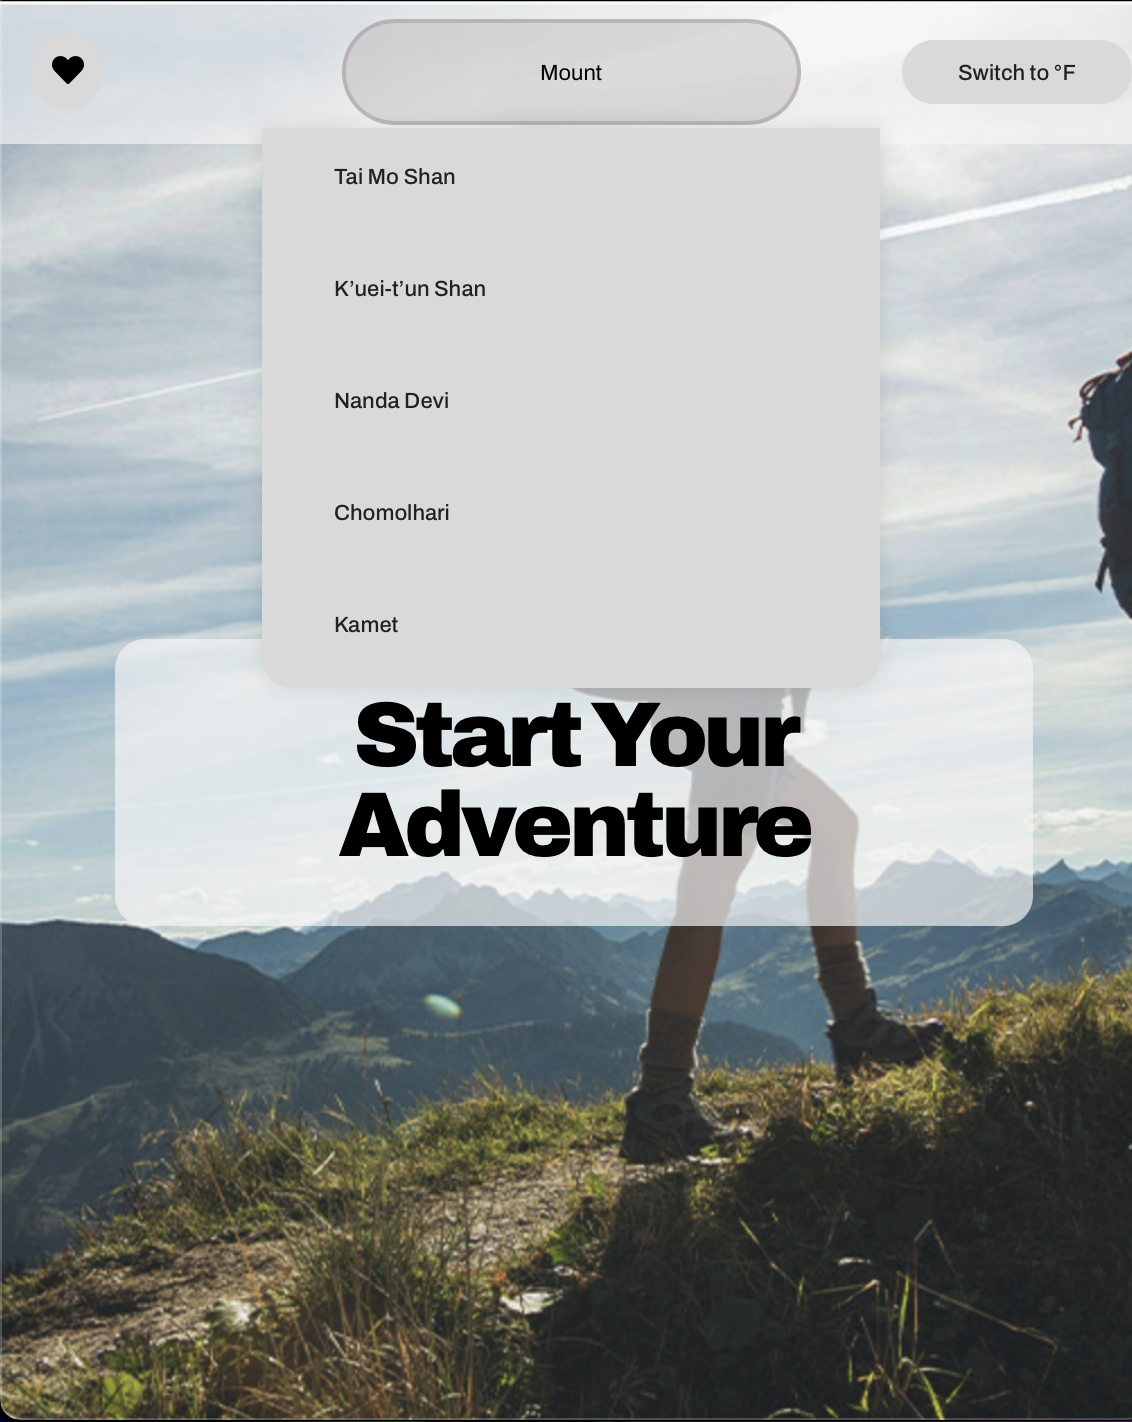 Mount
Switch to °F
Tai Mo Shan
K’uei-t’un Shan
Nanda Devi
Chomolhari
Kamet
Start Your
Adventure